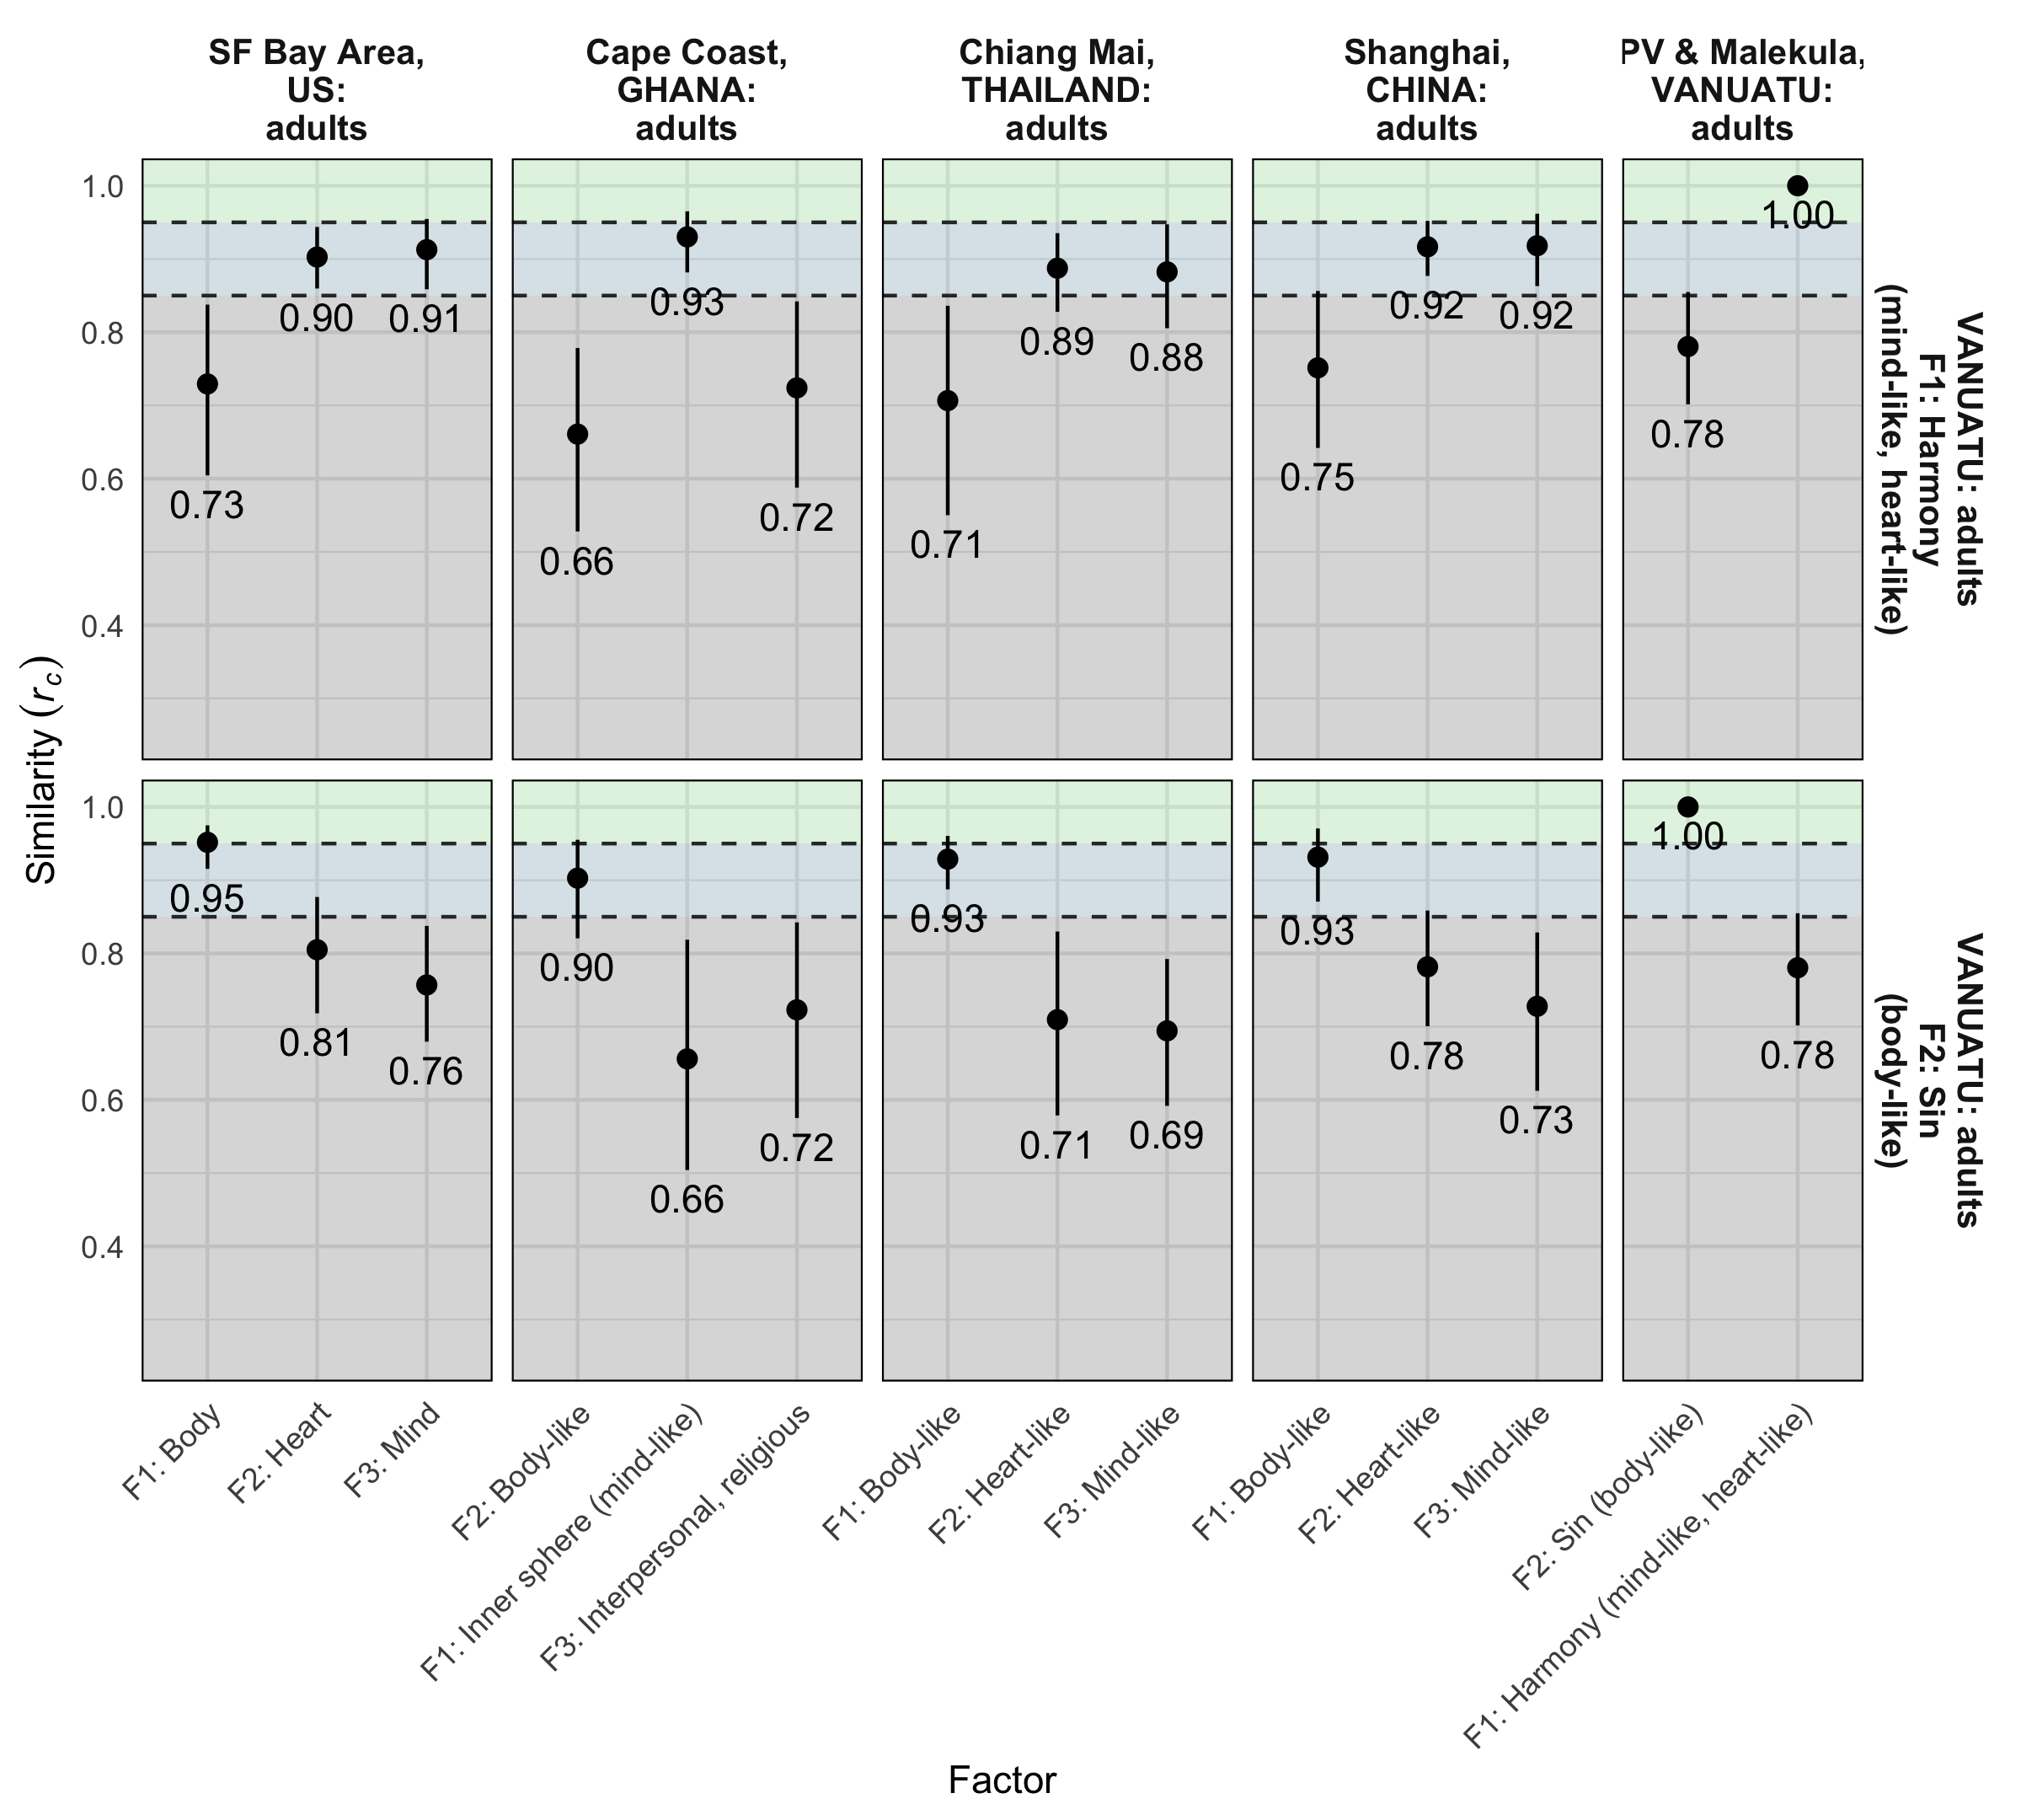 SF Bay Area,
US:
adults
Cape Coast,
GHANA:
adults
Chiang Mai,
THAILAND:
adults
Shanghai,
CHINA:
adults
PV & Malekula,
VANUATU:
adults
Similarity (rc)
1.0
0.8
0.6
0.4
0.73
0.90
0.91
0.66
0.93
0.72
0.71
0.89
0.88
0.75
0.92
0.92
0.78
1.00
VANUATU: adults
F1: Harmony
(mind-like, heart-like)
1.0
0.8
0.6
0.4
0.95
0.81
0.76
0.90
0.66
0.72
0.93
0.71
0.69
0.93
0.78
0.73
1.00
0.78
VANUATU: adults
F2: Sin
(body-like)
F1: Body
F2: Heart
F3: Mind
F2: Body-like
F1: Inner sphere (mind-like)
F3: Interpersonal, religious
F1: Body-like
F2: Heart-like
F3: Mind-like
F1: Body-like
F2: Heart-like
F3: Mind-like
F2: Sin (body-like)
F1: Harmony (mind-like, heart-like)
Factor